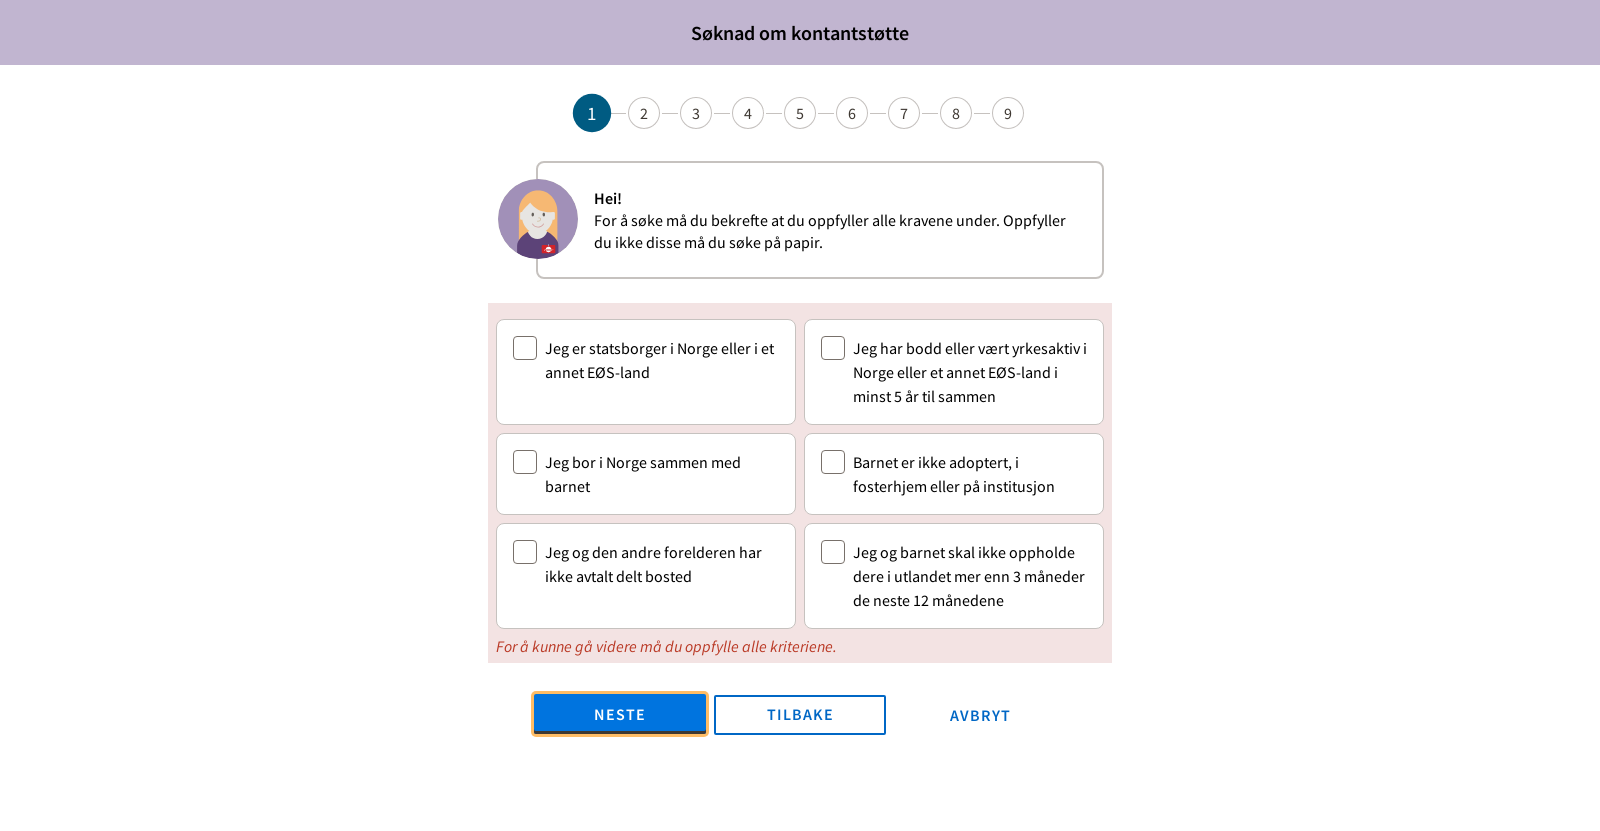 Søknad om kontantstøtte
1 2 3 4 5 6 7 8 9
Hei!
For å søke må du bekrefte at du oppfyller alle kravene under. Oppfyller
du ikke disse må du søke på papir.
Jeg er statsborger i Norge eller i et
annet EØS-land
Jeg har bodd eller vært yrkesaktiv i
Norge eller et annet EØS-land i
minst 5 år til sammen
Jeg bor i Norge sammen med
barnet
Barnet er ikke adoptert, i
fosterhjem eller på institusjon
Jeg og den andre forelderen har
ikke avtalt delt bosted
Jeg og barnet skal ikke oppholde
dere i utlandet mer enn 3 måneder
de neste 12 månedene
For å kunne gå videre må du oppfylle alle kriteriene.
NESTE
TILBAKE
AVBRYT